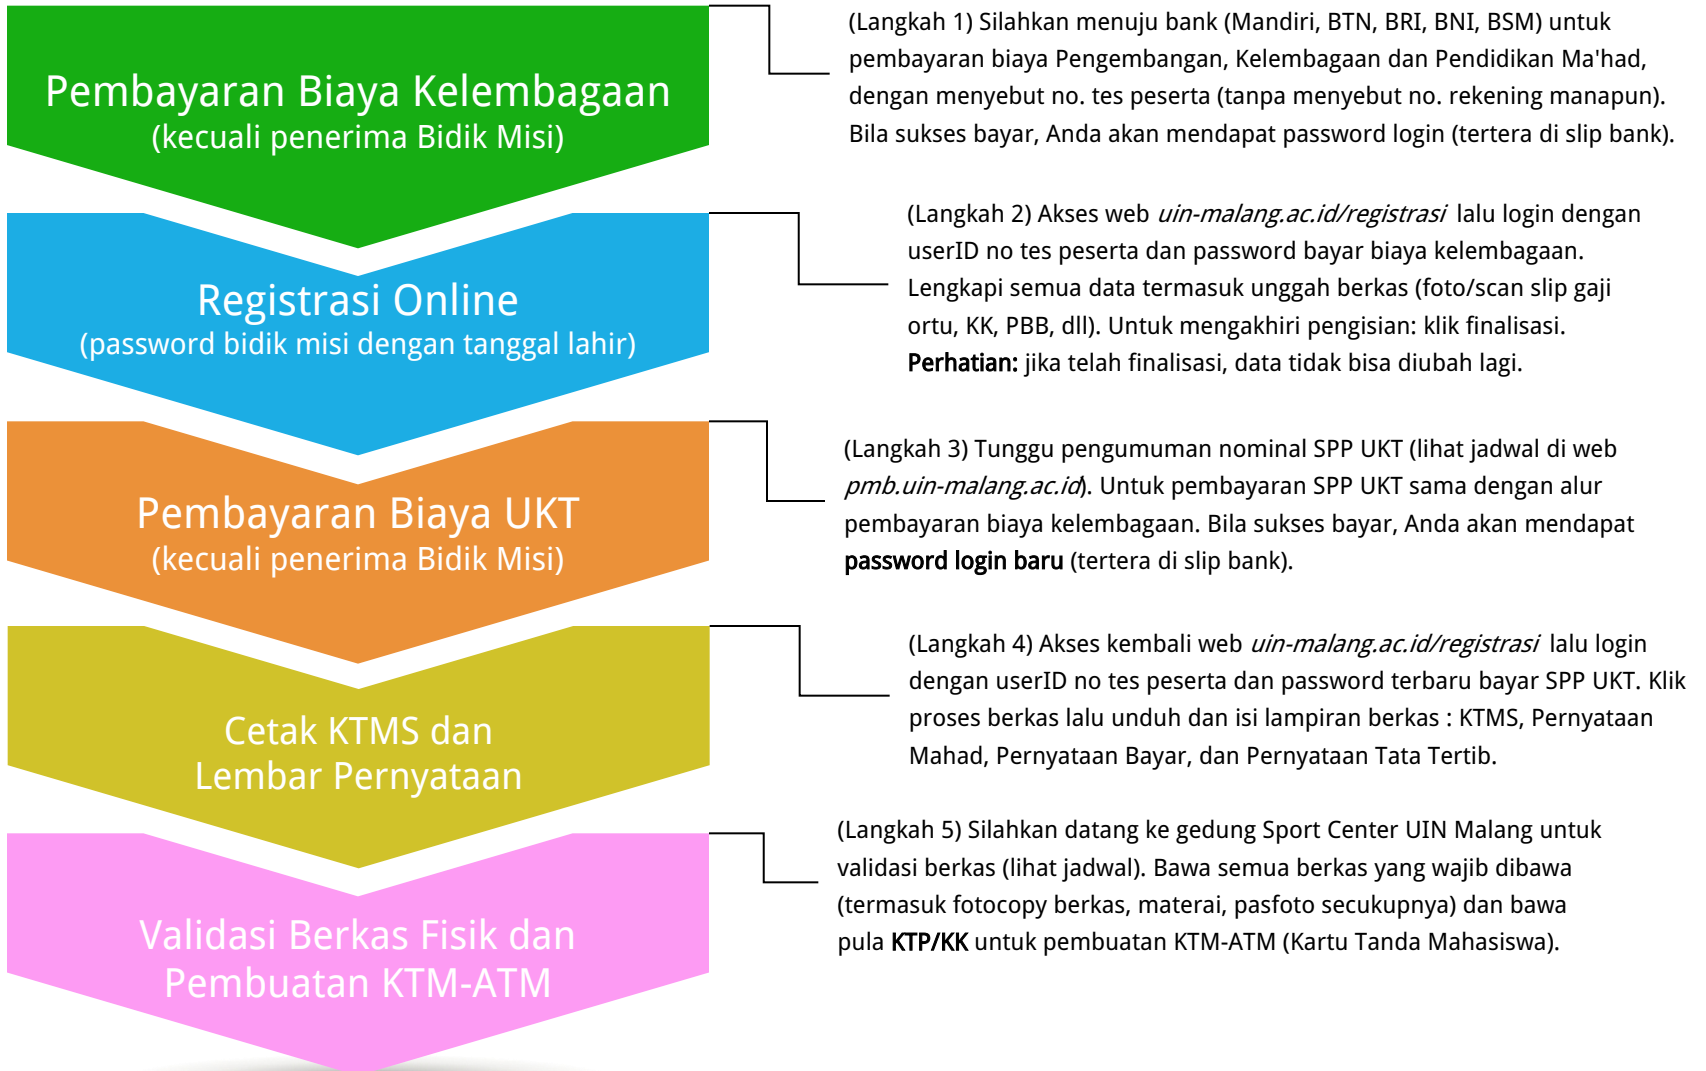 Pembayaran Biaya Kelembagaan
(kecuali penerima Bidik Misi)
(Langkah 1) Silahkan menuju bank (Mandiri, BTN, BRI, BNI, BSM) untuk
pembayaran biaya Pengembangan, Kelembagaan dan Pendidikan Ma'had,
dengan menyebut no. tes peserta (tanpa menyebut no. rekening manapun).
Bila sukses bayar, Anda akan mendapat password login (tertera di slip bank).
Registrasi Online
(password bidik misi dengan tanggal lahir)
(Langkah 2) Akses web uin-malang.ac.id/registrasi lalu login dengan
userID no tes peserta dan password bayar biaya kelembagaan.
Lengkapi semua data termasuk unggah berkas (foto/scan slip gaji
ortu, KK, PBB, dll). Untuk mengakhiri pengisian: klik finalisasi.
Perhatian: jika telah finalisasi, data tidak bisa diubah lagi.
Pembayaran Biaya UKT
(kecuali penerima Bidik Misi)
(Langkah 3) Tunggu pengumuman nominal SPP UKT (lihat jadwal di web
pmb.uin-malang.ac.id). Untuk pembayaran SPP UKT sama dengan alur
pembayaran biaya kelembagaan. Bila sukses bayar, Anda akan mendapat
password login baru (tertera di slip bank).
Cetak KTMS dan
Lembar Pernyataan
(Langkah 4) Akses kembali web uin-malang.ac.id/registrasi lalu login
dengan userID no tes peserta dan password terbaru bayar SPP UKT. Klik
proses berkas lalu unduh dan isi lampiran berkas : KTMS, Pernyataan
Mahad, Pernyataan Bayar, dan Pernyataan Tata Tertib.
Validasi Berkas Fisik dan
Pembuatan KTM-ATM
(Langkah 5) Silahkan datang ke gedung Sport Center UIN Malang untuk
validasi berkas (lihat jadwal). Bawa semua berkas yang wajib dibawa
(termasuk fotocopy berkas, materai, pasfoto secukupnya) dan bawa
pula KTP/KK untuk pembuatan KTM-ATM (Kartu Tanda Mahasiswa).